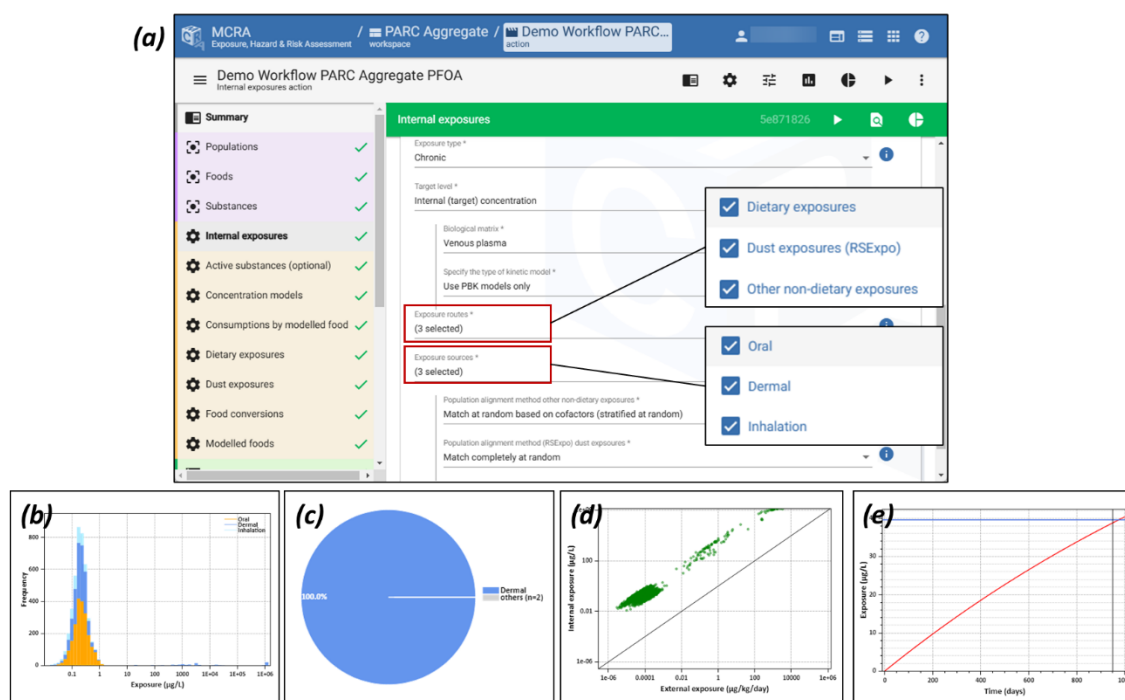 (a)
MCRA
Exposure, Hazard & Risk Assessment
/ PARC Aggregate /
workspace
Demo Workflow PARC...
action
Demo Workflow PARC Aggregate PFOA
Internal exposures action
Summary
Populations
Foods
Substances
Internal exposures
Active substances (optional)
Concentration models
Consumptions by modelled food
Dietary exposures
Dust exposures
Food conversions
Modelled foods
Internal exposures
5e871826
Exposure type *
Chronic
Target level *
Internal (target) concentration
Biological matrix *
Venous plasma
Specify the type of kinetic model *
Use PBK models only
Exposure routes *
(3 selected)
Exposure sources *
(3 selected)
Population alignment method other non-dietary exposures *
Match at random based on cofactors (stratified at random)
Population alignment method (RSExpo) dust expsoures *
Match completely at random
Dietary exposures
Dust exposures (RSExpo)
Other non-dietary exposures
Oral
Dermal
Inhalation
(b)
Oral
Dermal
Inhalation
800
600
400
200
0
Frequency
0.1
1
10
100
1000
1E+04
1E+05
1E+06
Exposure (µg/L)
(c)
100.0%
Dermal
others (n=2)
(d)
Internal exposure (µg/L)
100
0.01
1e-06
1e-06
0.0001
0.01
1
100
1e+04
1e+06
External exposure (µg/kg/day)
(e)
Exposure (µg/L)
30
20
10
0
0
200
400
600
800
Time (days)